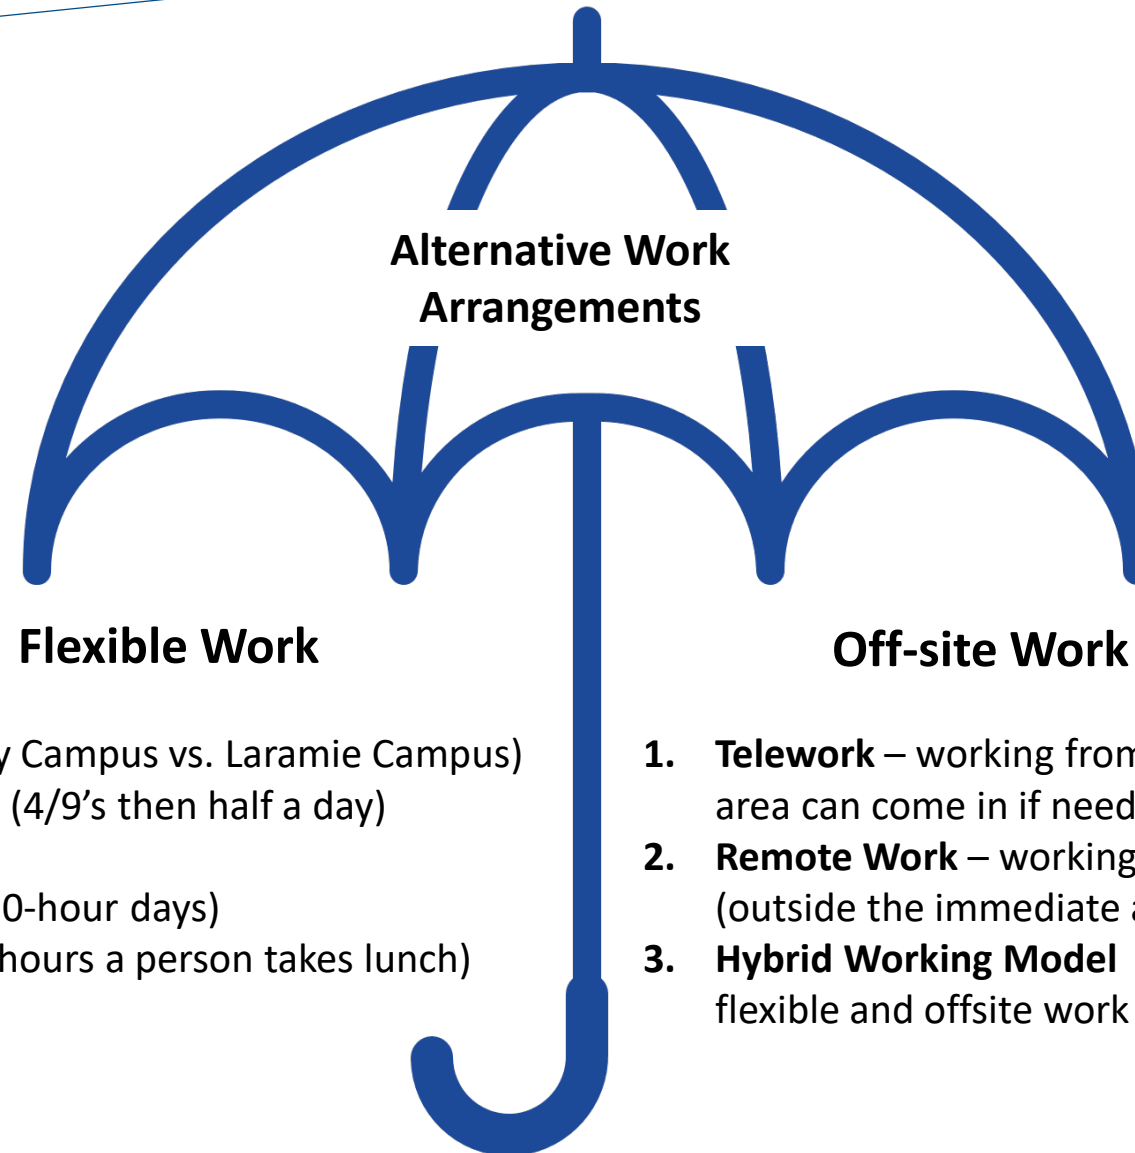 Alternative Work
Arrangements
Flexible Work
y Campus vs. Laramie Campus)
(4/9’s then half a day)
0-hour days)
hours a person takes lunch)
Off-site Work
1. Telework – working from
area can come in if need
2. Remote Work – working
(outside the immediate a
3. Hybrid Working Model
flexible and offsite work